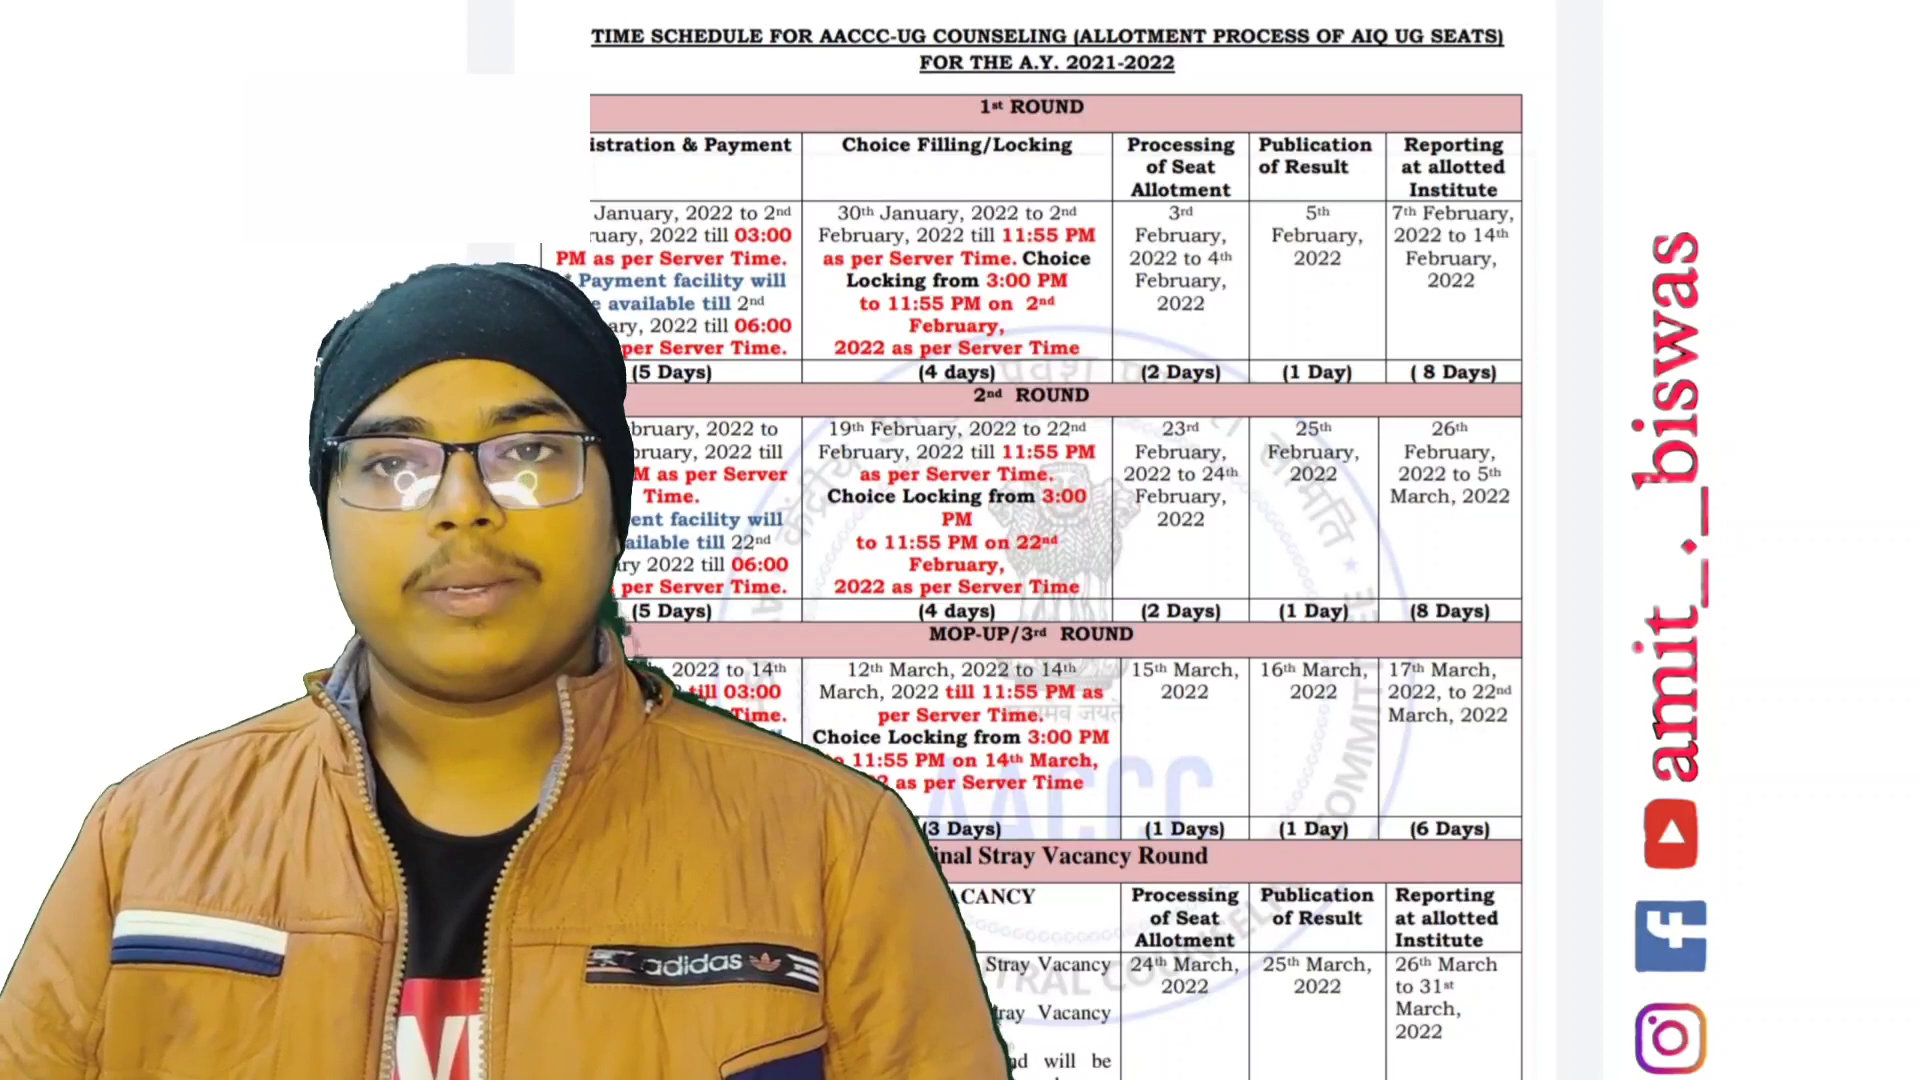 TIME SCHEDULE FOR AACCC-UG COUNSELING (ALLOTMENT PROCESS OF AIQ UG SEATS)
FOR THE A.Y. 2021-2022
1st ROUND
istration & Payment
Choice Filling/Locking
Processing
of Seat
Allotment
Publication
of Result
Reporting
at allotted
Institute
January, 2022 to 2nd
ruary, 2022 till 03:00
PM as per Server Time.
* Payment facility will
e available till 2nd
ary, 2022 till 06:00
per Server Time.
30th January, 2022 to 2nd
February, 2022 till 11:55 PM
as per Server Time. Choice
Locking from 3:00 PM
to 11:55 PM on 2nd
February,
2022 as per Server Time
3rd
February,
2022 to 4th
February,
2022
5th
February,
2022
7th February,
2022 to 14th
February,
2022
(5 Days)
(4 days)
(2 Days)
(1 Day)
( 8 Days)
2nd ROUND
bruary, 2022 to
bruary, 2022 till
M as per Server
Time.
ent facility will
ailable till 22nd
ry 2022 till 06:00
per Server Time.
19th February, 2022 to 22nd
February, 2022 till 11:55 PM
as per Server Time.
Choice Locking from 3:00
PM
to 11:55 PM on 22nd
February,
2022 as per Server Time
23rd
February,
2022 to 24th
February,
2022
25th
February,
2022
26th
February,
2022 to 5th
March, 2022
(5 Days)
(4 days)
(2 Days)
(1 Day)
(8 Days)
MOP-UP/3rd ROUND
2022 to 14th
till 03:00
Time.
12th March, 2022 to 14th
March, 2022 till 11:55 PM as
per Server Time.
Choice Locking from 3:00 PM
11:55 PM on 14th March,
as per Server Time
15th March,
2022
16th March,
2022
17th March,
2022, to 22nd
March, 2022
(3 Days)
(1 Days)
(1 Day)
(6 Days)
inal Stray Vacancy Round
ACANCY
Processing
of Seat
Allotment
Publication
of Result
Reporting
at allotted
Institute
Stray Vacancy
tray Vacancy
nd will be
24th March,
2022
25th March,
2022
26th March
to 31st
March,
2022
AACCC
adidas
amit_._biswas